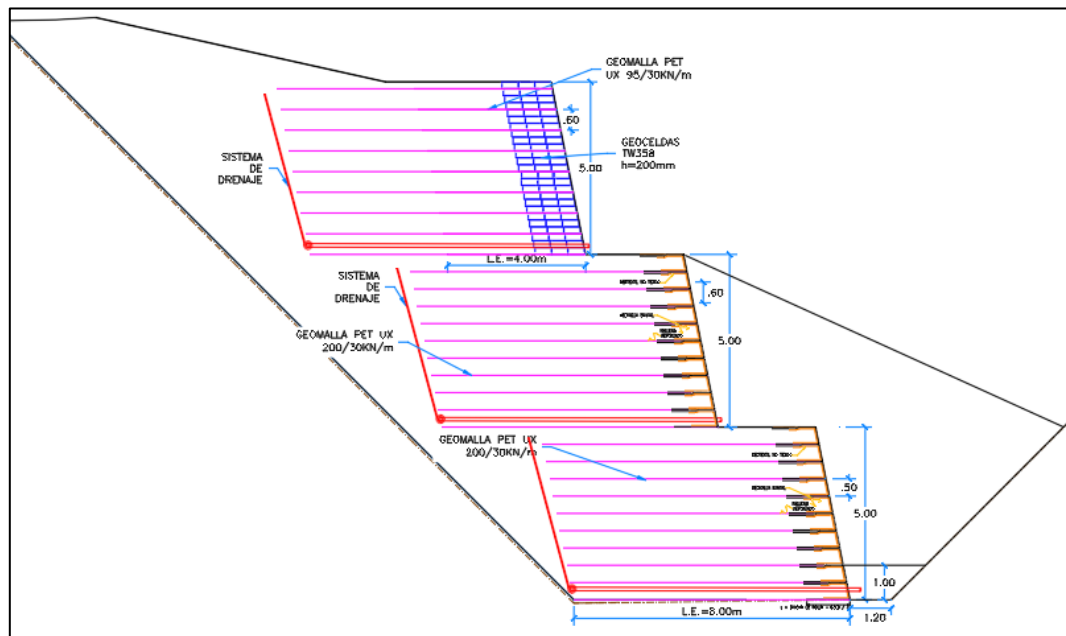 GEOMALLA PET
UX 95/30KN/m
.60
GEOCELDAS
TW358
h=200mm
5.00
SISTEMA
DE
DRENAJE
L.E.=4.00m
SISTEMA
DE
DRENAJE
.60
GEOMALLA PET UX
200/30KN/m
5.00
GEOMALLA PET UX
200/30KN/m
.50
5.00
1.00
L.E.=8.00m
1.20